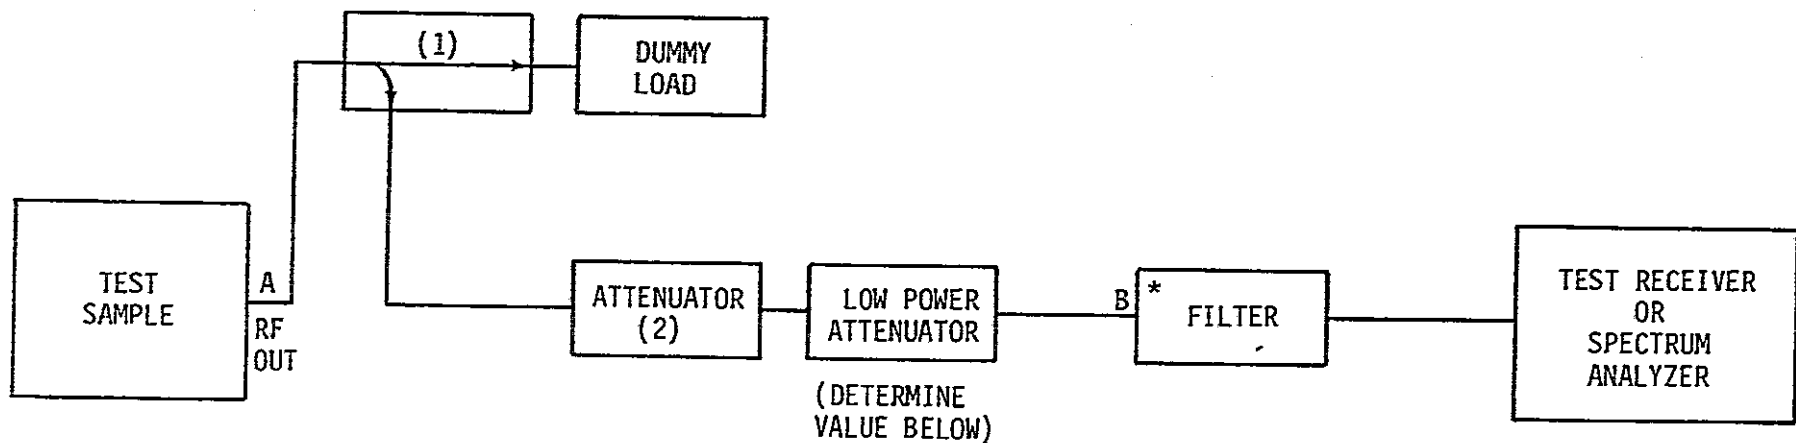 (1)
DUMMY
LOAD
TEST
SAMPLE
A
RF
OUT
ATTENUATOR
(2)
LOW POWER
ATTENUATOR
(DETERMINE
VALUE BELOW)
B
*
FILTER
TEST RECEIVER
OR
SPECTRUM
ANALYZER